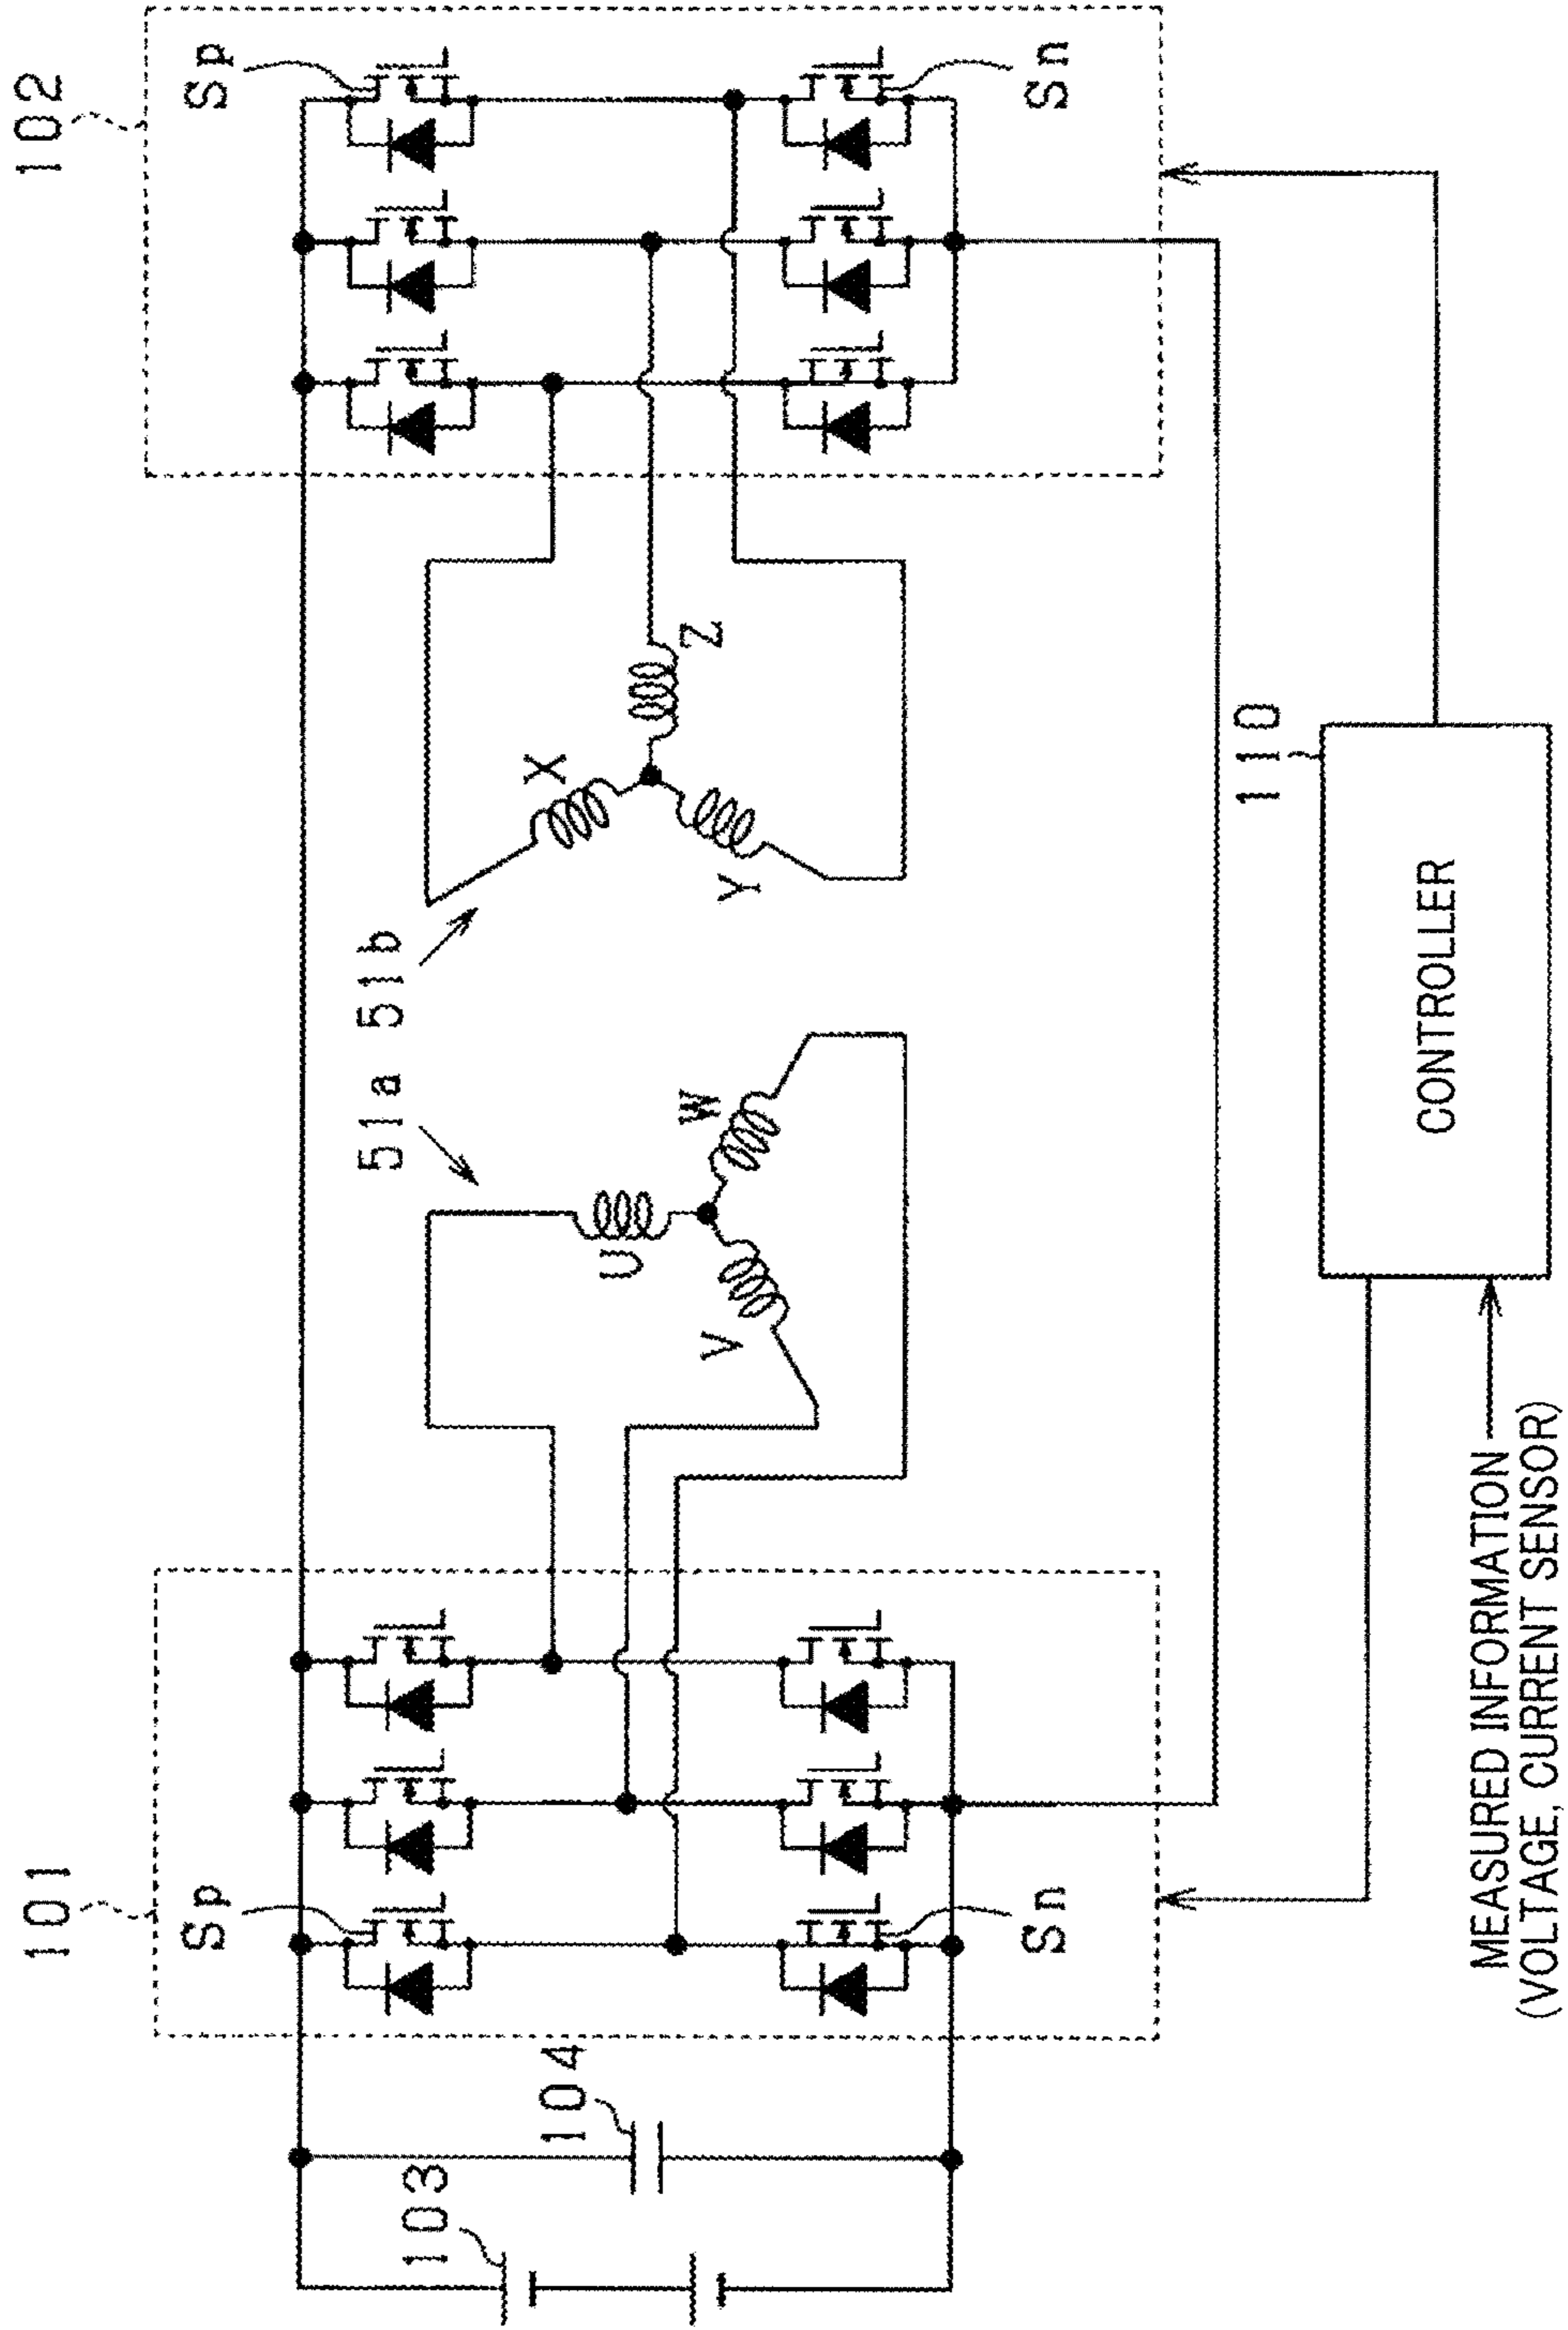 101
102
Sp
Sp
103
104
51a
51b
U
V
W
X
Y
Z
Sn
Sn
110
CONTROLLER
MEASURED INFORMATION
(VOLTAGE, CURRENT SENSOR)